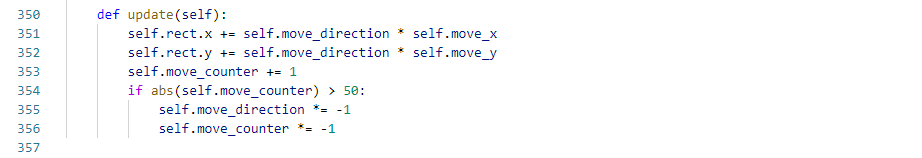 350 def update(self):
351 self.rect.x += self.move_direction * self.move_x
352 self.rect.y += self.move_direction * self.move_y
353 self.move_counter += 1
354 if abs(self.move_counter) > 50:
355 self.move_direction *= -1
356 self.move_counter *= -1
357